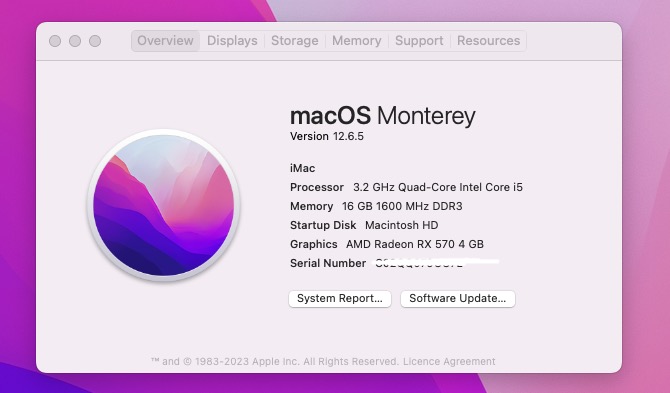 Overview Displays Storage Memory Support Resources
macOS Monterey
Version 12.6.5
iMac
Processor 3.2 GHz Quad-Core Intel Core i5
Memory 16 GB 1600 MHz DDR3
Startup Disk Macintosh HD
Graphics AMD Radeon RX 570 4 GB
Serial Number
System Report... Software Update...
™ and © 1983-2023 Apple Inc. All Rights Reserved. Licence Agreement